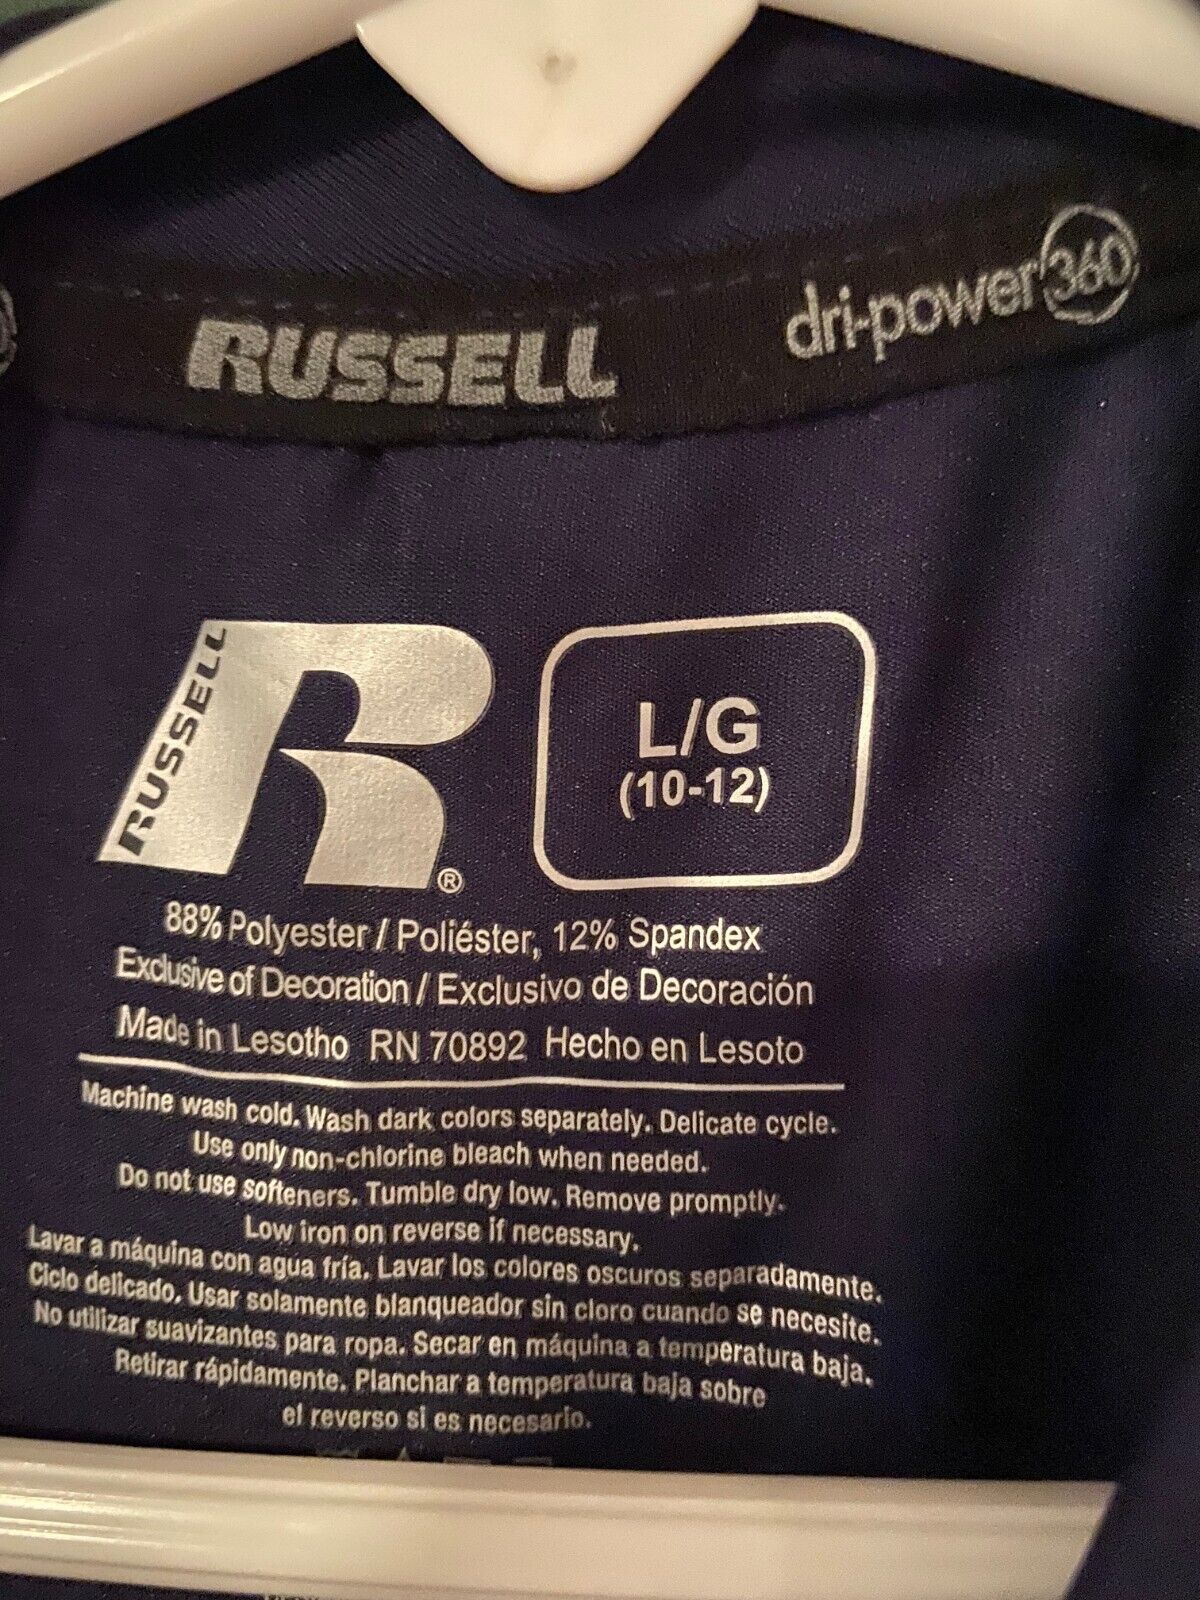 RUSSELL
dri-power 360
RUSSELL
®
L/G
(10-12)
88% Polyester / Poliéster, 12% Spandex
Exclusive of Decoration / Exclusivo de Decoración
Made in Lesotho RN 70892 Hecho en Lesoto
Machine wash cold. Wash dark colors separately. Delicate cycle.
Use only non-chlorine bleach when needed.
Do not use softeners. Tumble dry low. Remove promptly.
Low iron on reverse if necessary.
Lavar a máquina con agua fría. Lavar los colores oscuros separadamente.
Ciclo delicado. Usar solamente blanqueador sin cloro cuando se necesite.
No utilizar suavizantes para ropa. Secar en máquina a temperatura baja.
Retirar rápidamente. Planchar a temperatura baja sobre
el reverso si es necesario.